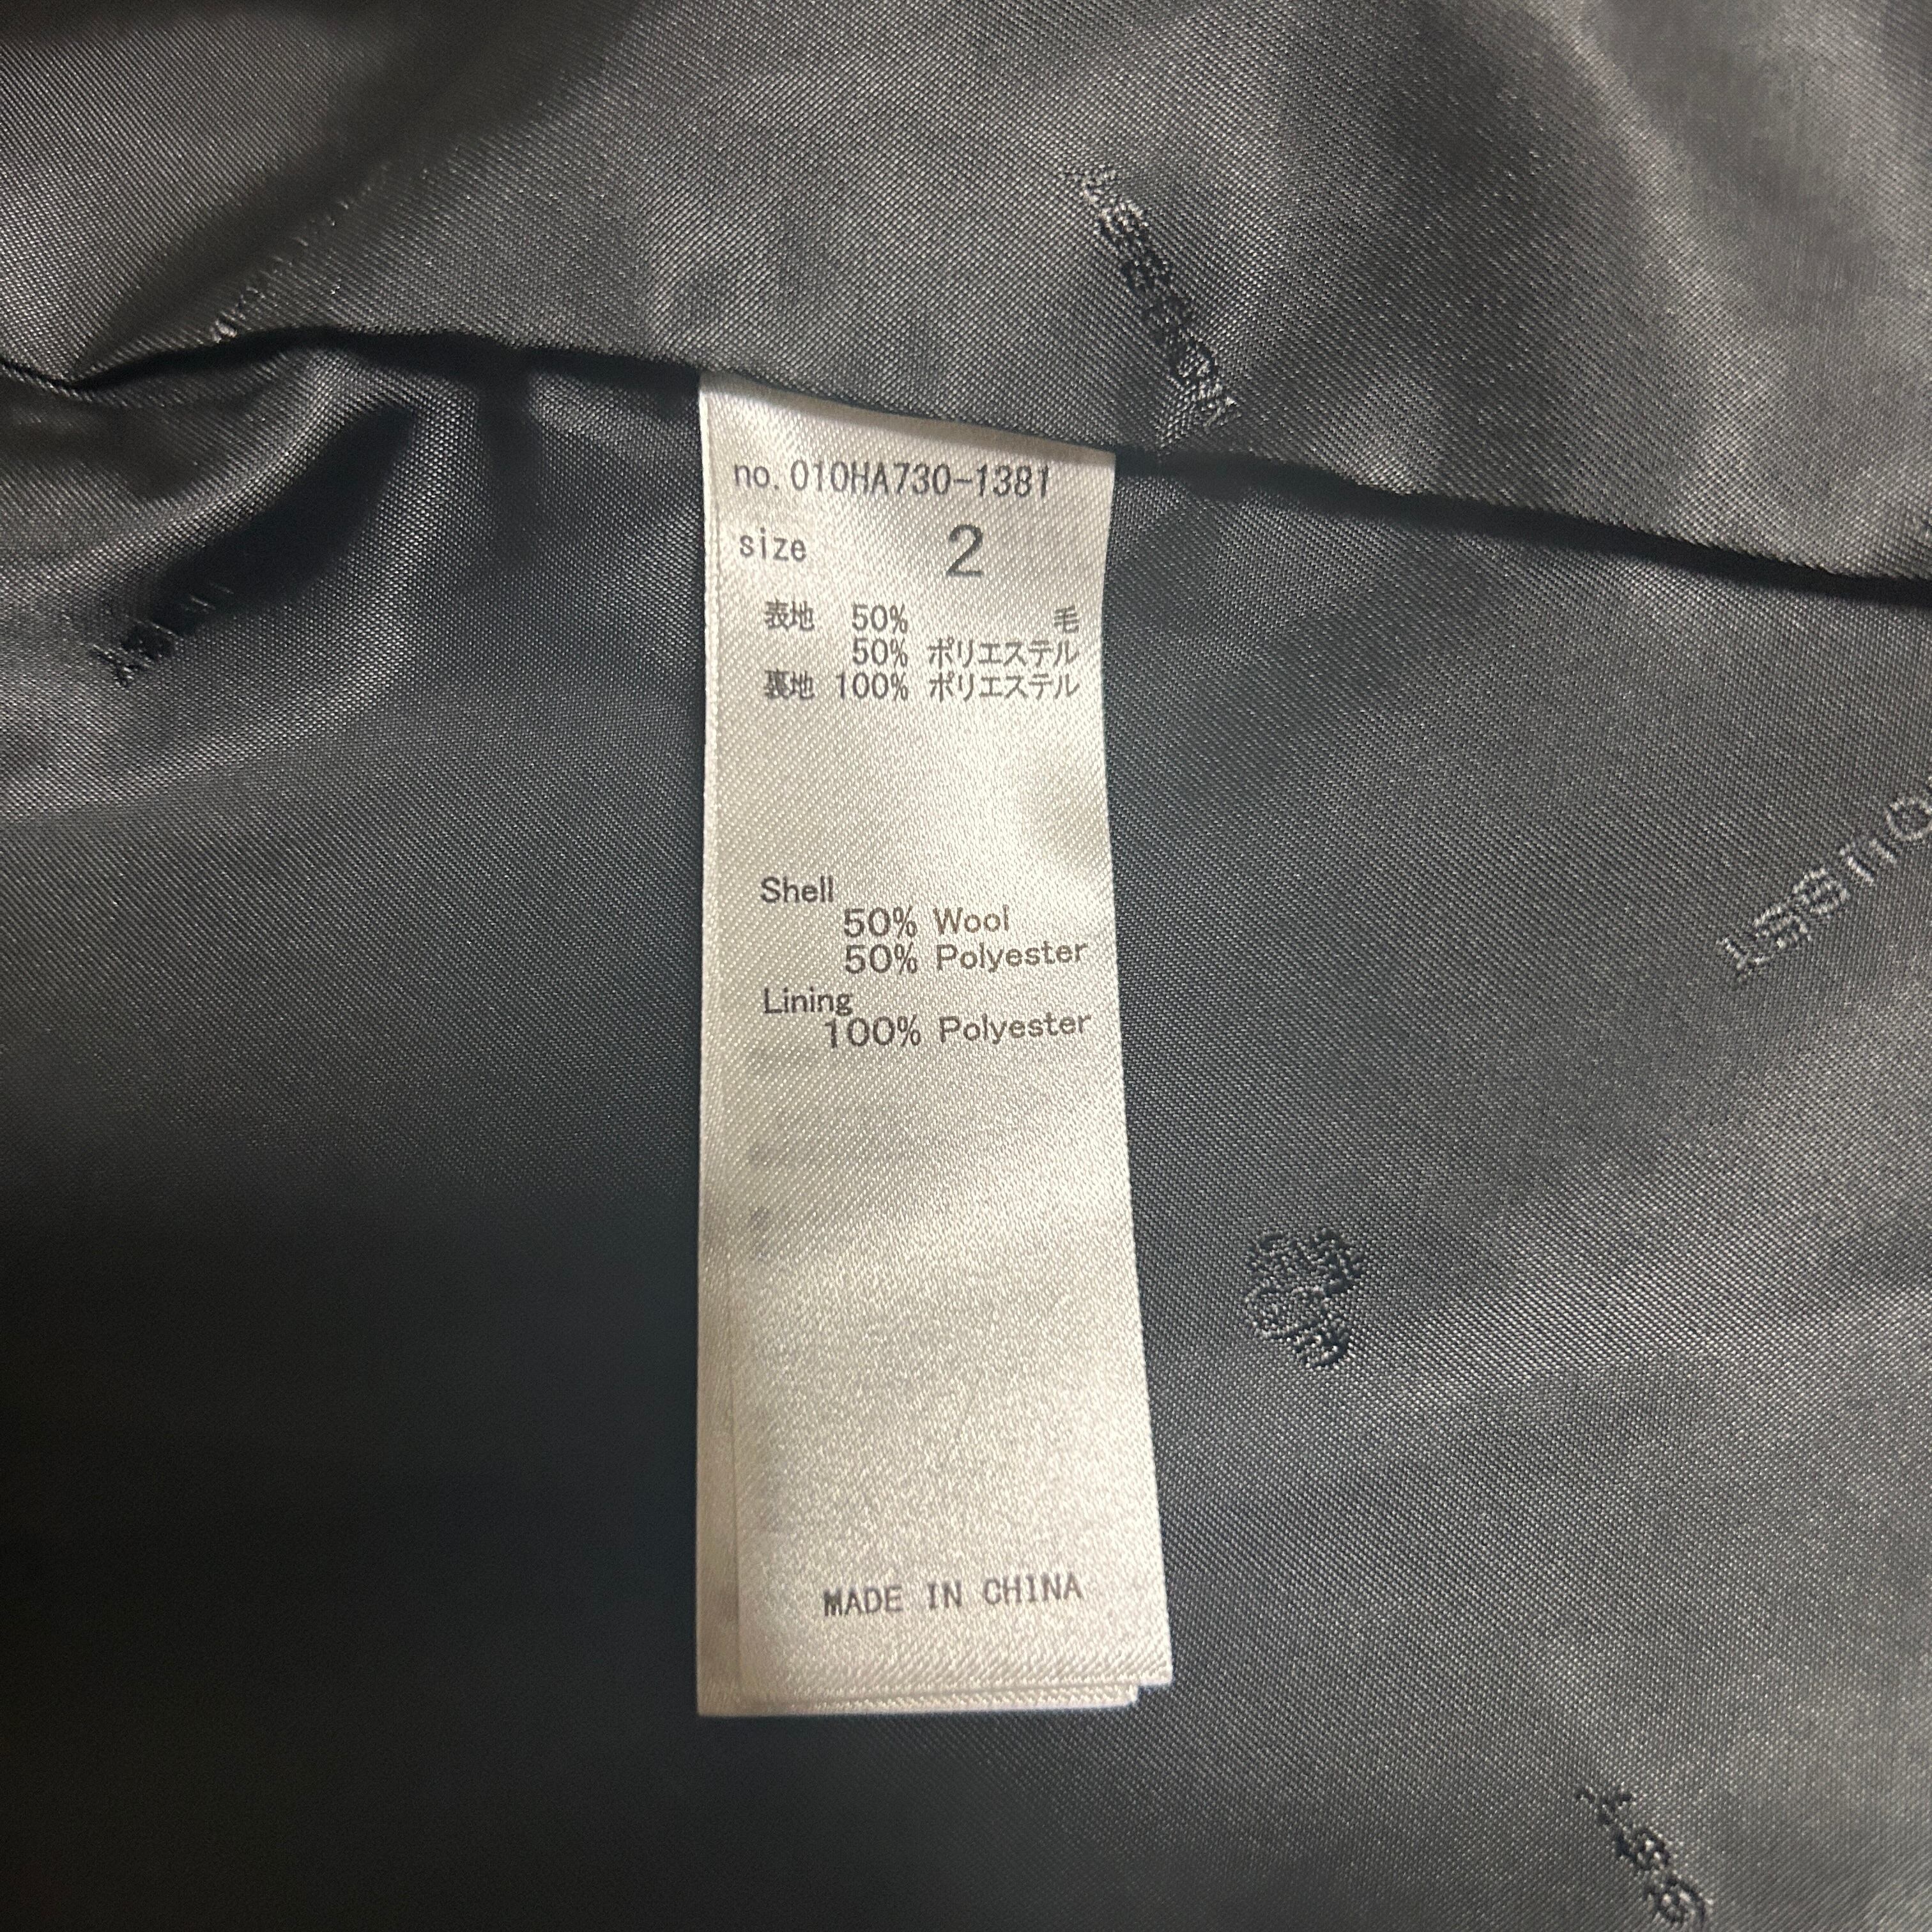 no.010HA730-1381
size 2
表地 50% 毛
50% ポリエステル
裏地 100% ポリエステル
Shell
50% Wool
50% Polyester
Lining
100% Polyester
MADE IN CHINA